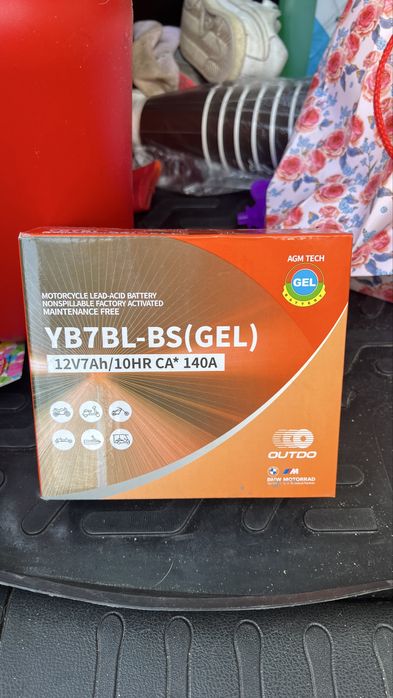 AGM TECH
GEL
BATTERY
MOTORCYCLE LEAD-ACID BATTERY
NONSPILLABLE FACTORY ACTIVATED
MAINTENANCE FREE
YB7BL-BS(GEL)
12V7Ah/10HR CA* 140A
OUTDO
M
BMW MOTORRAD